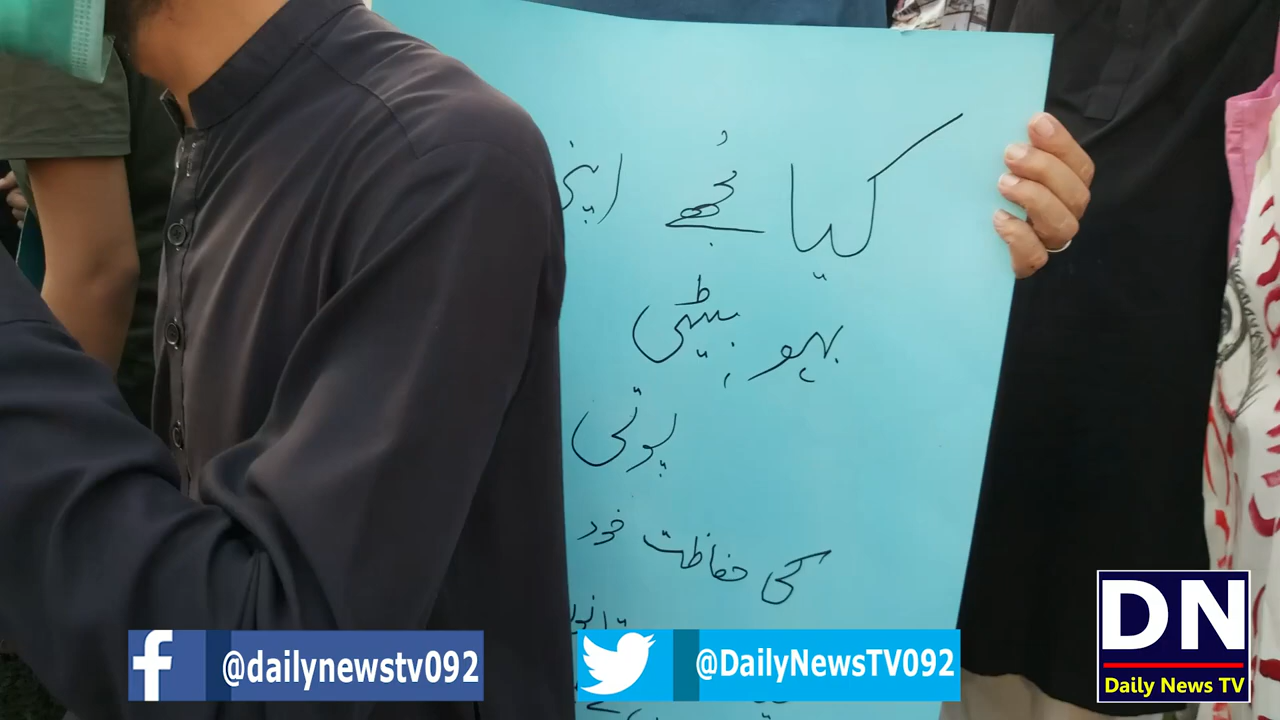 کیا مجھے اپنی
بہو بیٹی
پوتی
کی حفاظت خود
@dailynewstv092
@DailyNewsTV092
DN
Daily News TV